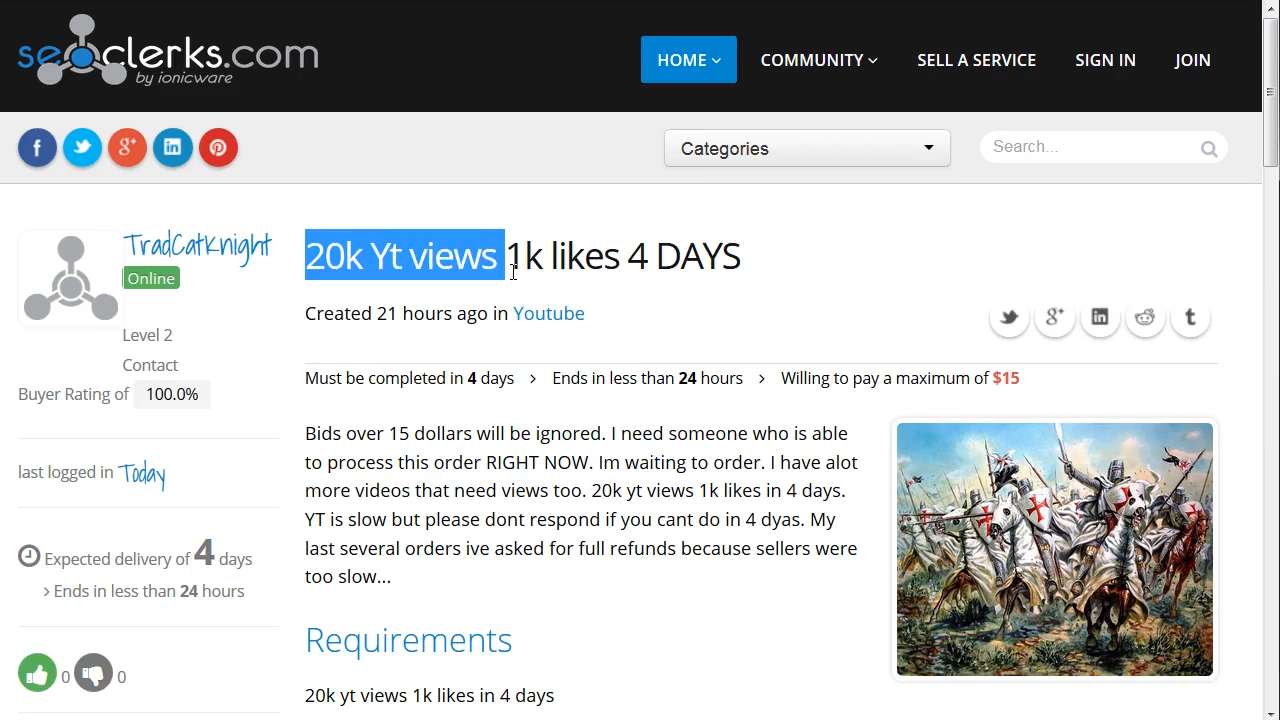 seoclerks.com
by ionicware
HOME
COMMUNITY
SELL A SERVICE
SIGN IN
JOIN
Categories
Search...
TradCatKnight
Online
Level 2
Contact
Buyer Rating of 100.0%
last logged in Today
Expected delivery of 4 days
› Ends in less than 24 hours
0
0
20k Yt views 1k likes 4 DAYS
Created 21 hours ago in Youtube
Must be completed in 4 days › Ends in less than 24 hours › Willing to pay a maximum of $15
Bids over 15 dollars will be ignored. I need someone who is able
to process this order RIGHT NOW. Im waiting to order. I have alot
more videos that need views too. 20k yt views 1k likes in 4 days.
YT is slow but please dont respond if you cant do in 4 dyas. My
last several orders ive asked for full refunds because sellers were
too slow...
Requirements
20k yt views 1k likes in 4 days